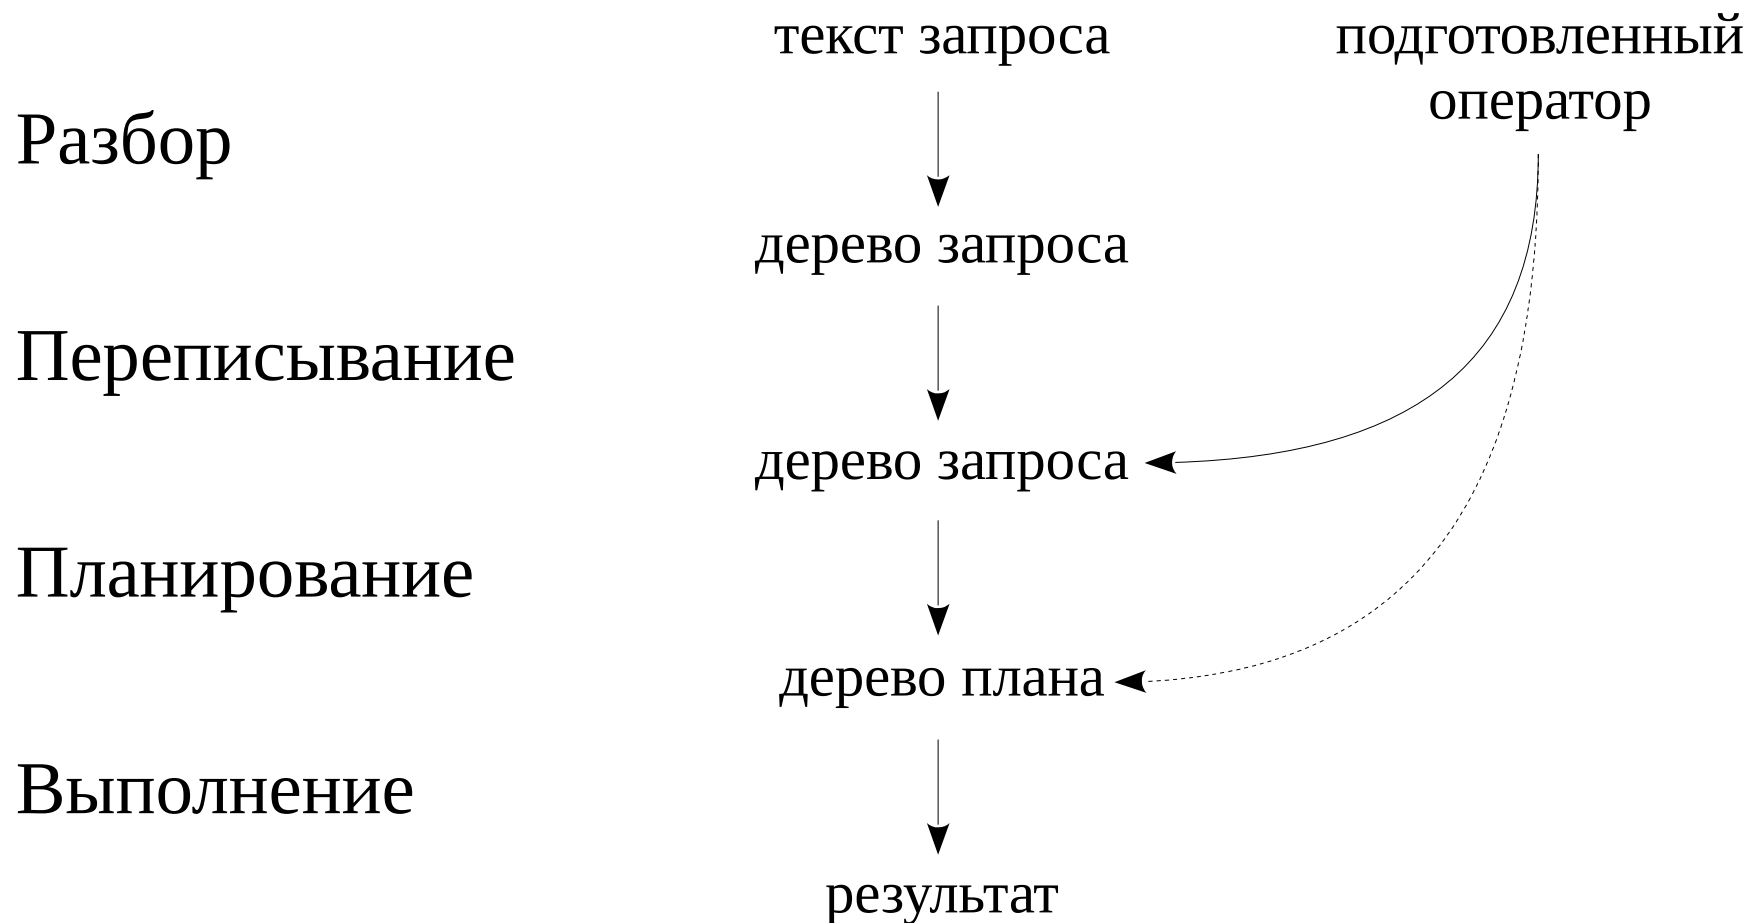 текст запроса
подготовленный
оператор
Разбор
дерево запроса
Переписывание
дерево запроса
Планирование
дерево плана
Выполнение
результат